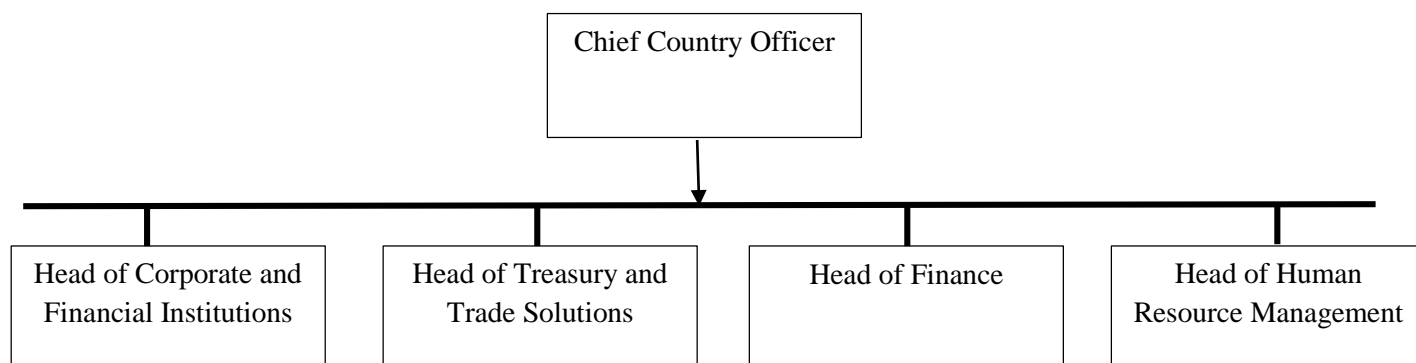 Chief Country Officer
Head of Corporate and
Financial Institutions
Head of Treasury and
Trade Solutions
Head of Finance
Head of Human
Resource Management